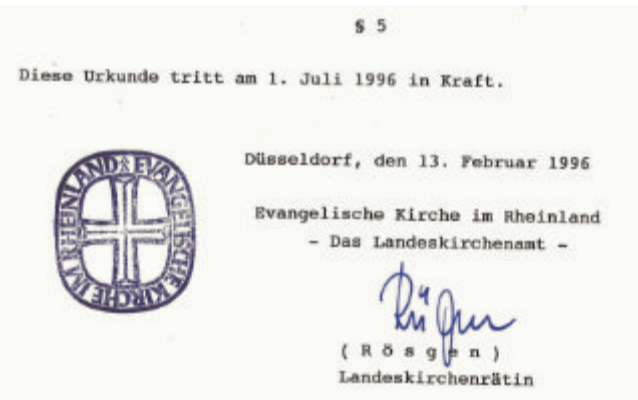 § 5
Diese Urkunde tritt am 1. Juli 1996 in Kraft.
Düsseldorf, den 13. Februar 1996
EVANGELISCHE KIRCHE IM RHEINLAND
Evangelische Kirche im Rheinland
- Das Landeskirchenamt -
( R ö s g e n )
Landeskirchenrätin